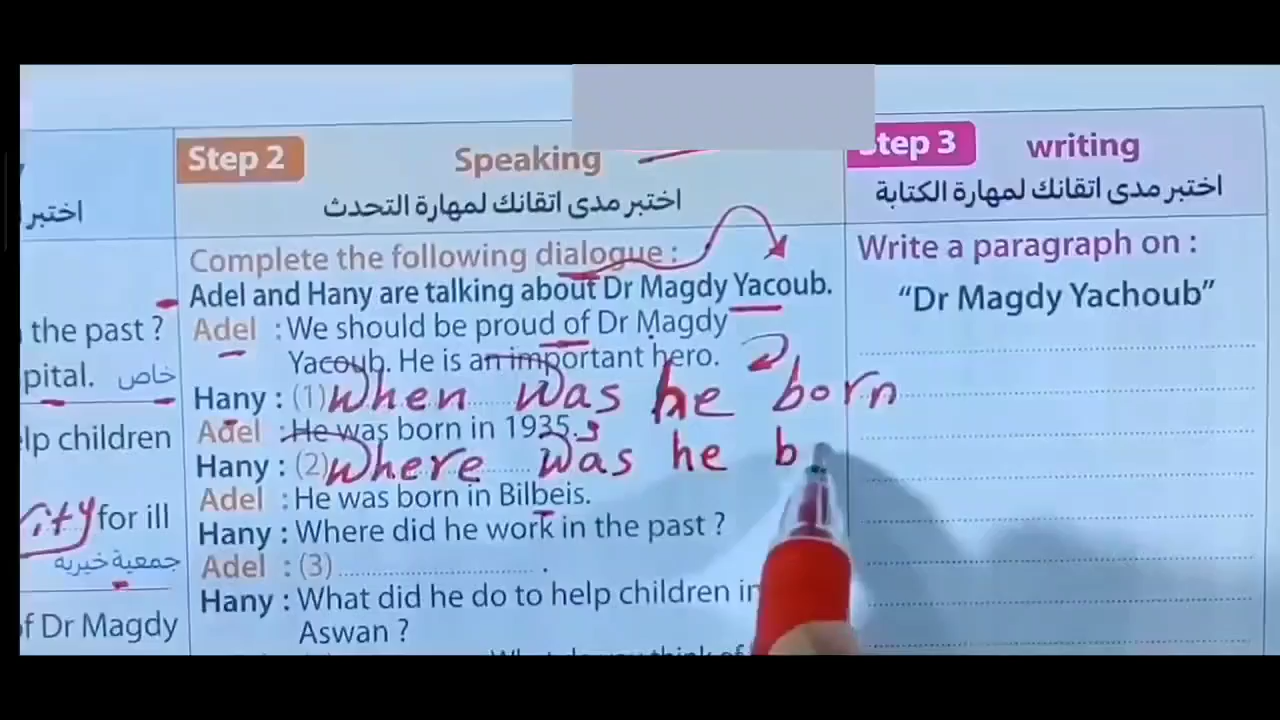 Step 2 Speaking
اختبر مدى اتقانك لمهارة التحدث
Complete the following dialogue :
Adel and Hany are talking about Dr Magdy Yacoub.
Adel : We should be proud of Dr Magdy
Yacoub. He is an important hero.
Hany : (1) When was he born
Adel : He was born in 1935.
Hany : (2) Where was he b
Adel : He was born in Bilbeis.
Hany : Where did he work in the past ?
Adel : (3) .
Hany : What did he do to help children in
Aswan ?
Step 3 writing
اختبر مدى اتقانك لمهارة الكتابة
Write a paragraph on :
“Dr Magdy Yachoub”
اختبر
the past ?
pital. خاص
lp children
rity for ill
جمعية خيرية
f Dr Magdy